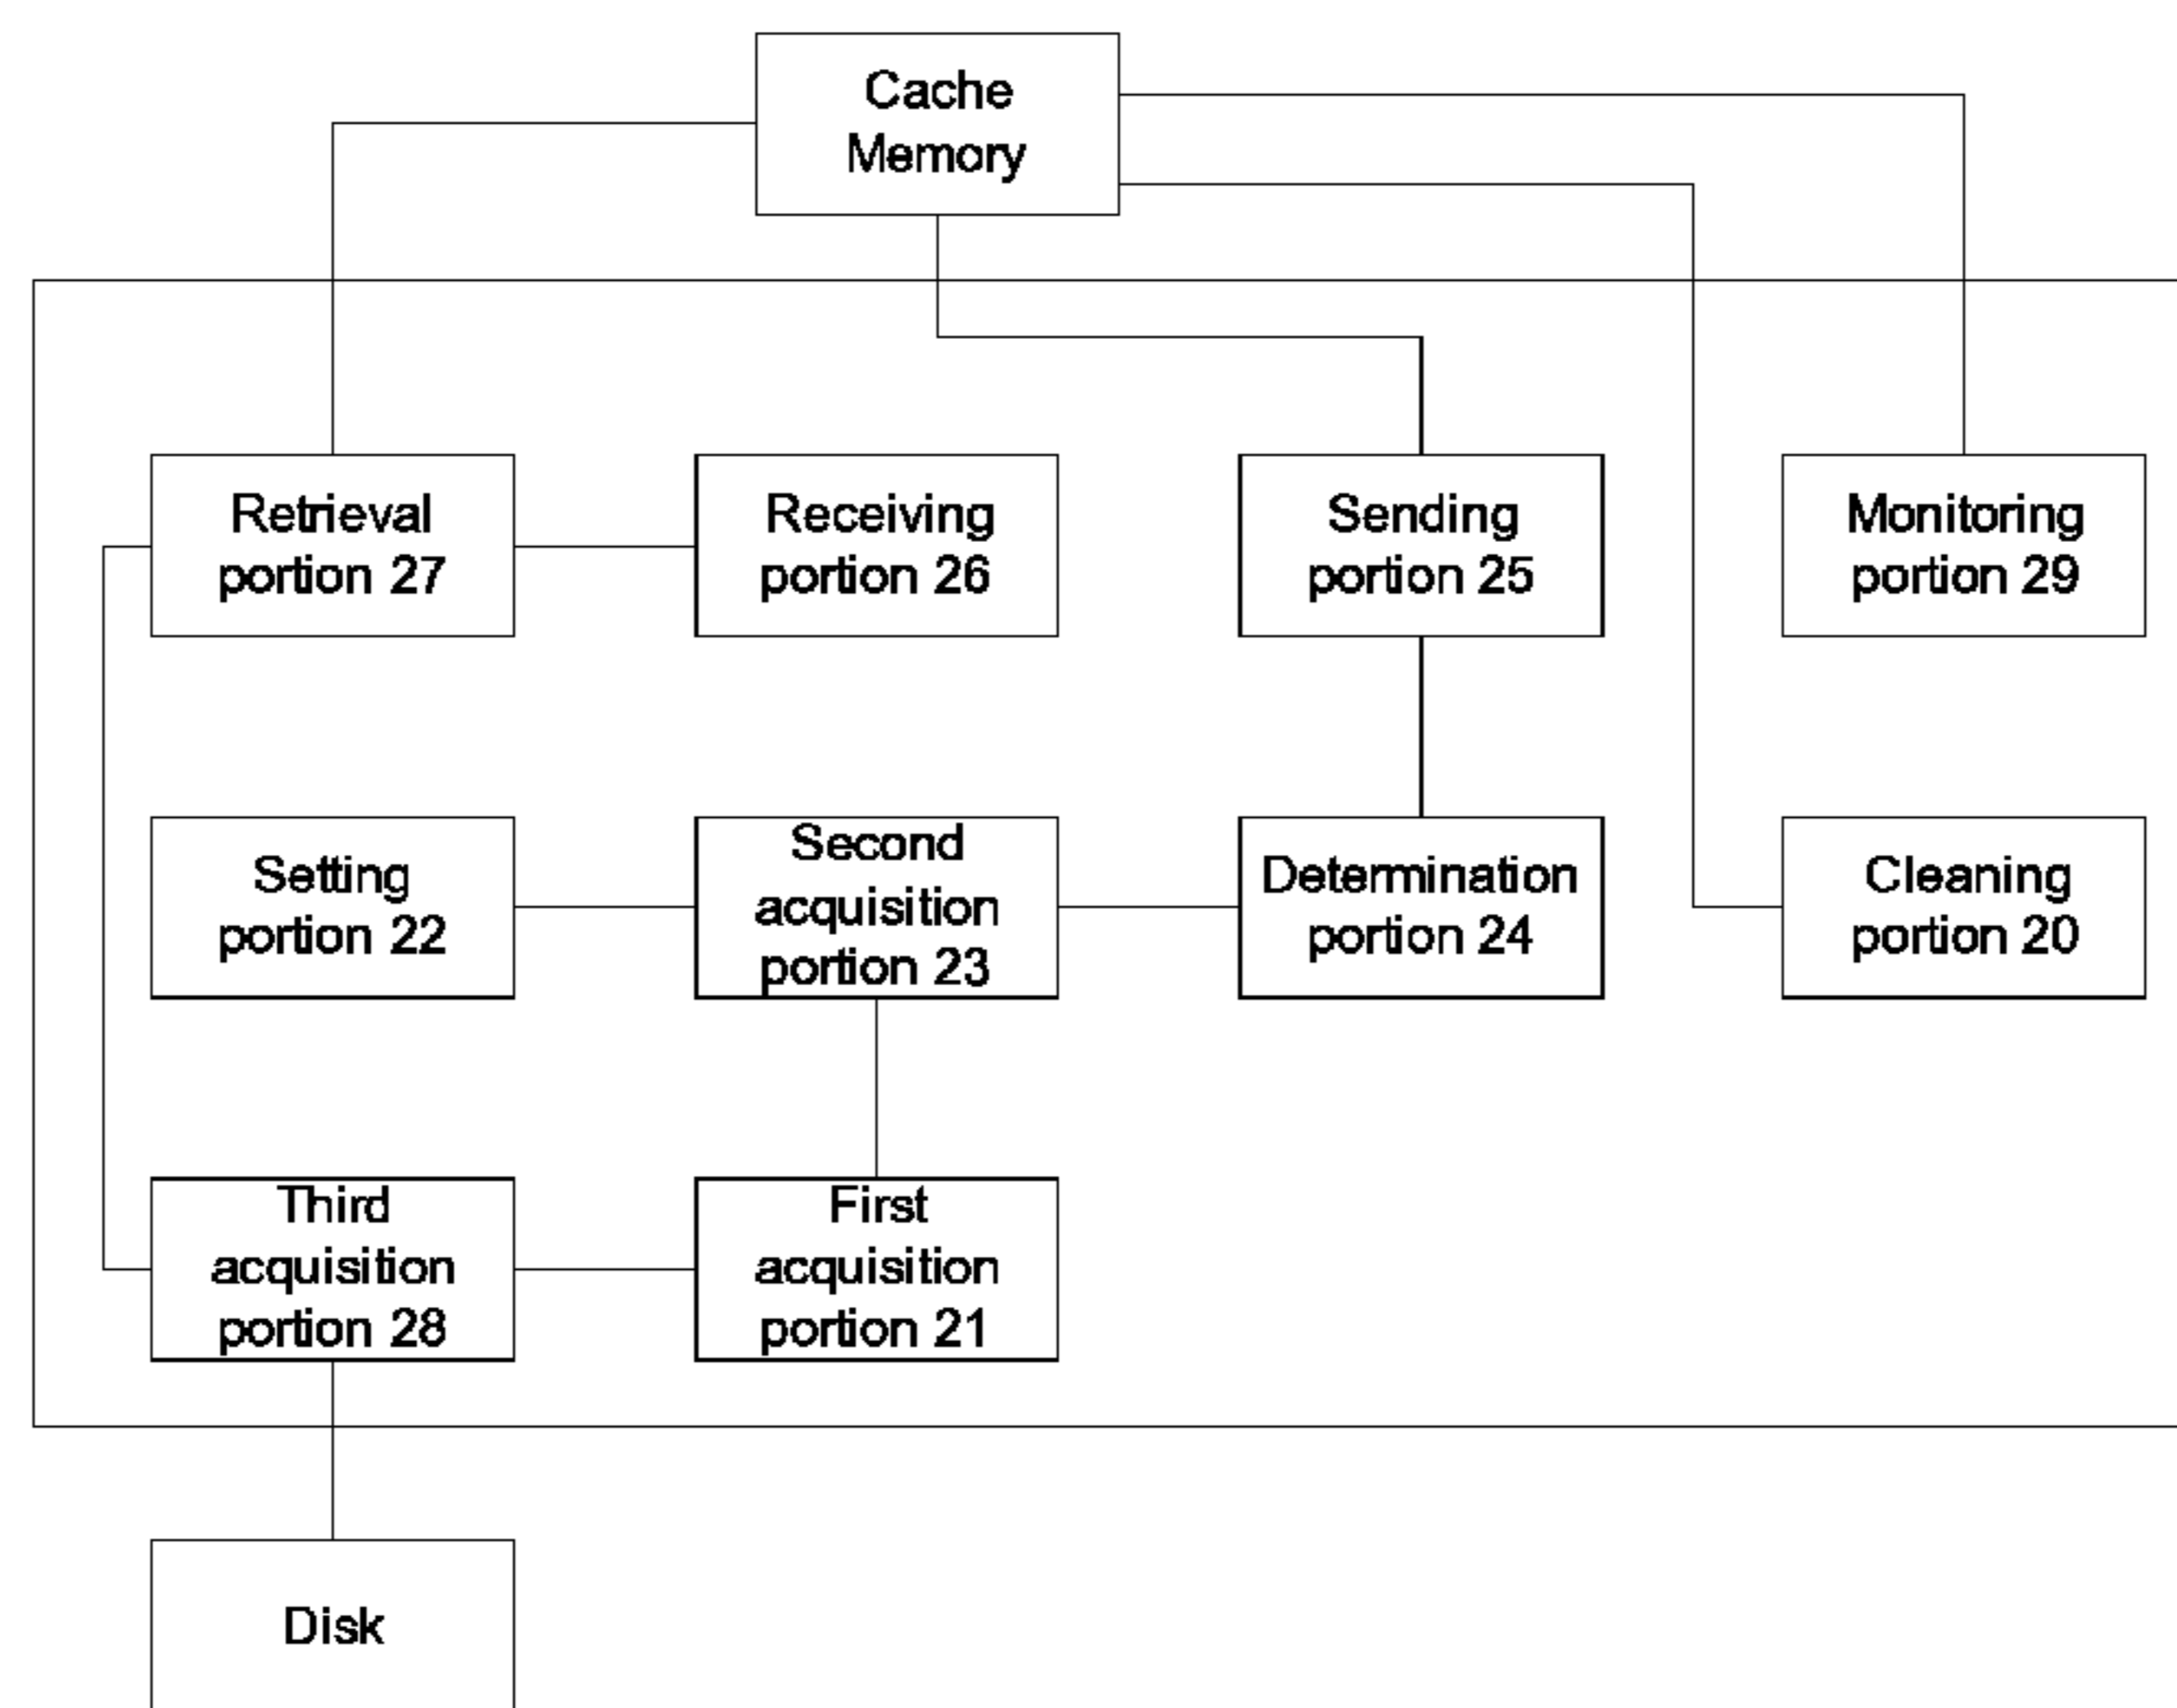 Cache
Memory
Retrieval
portion 27
Receiving
portion 26
Sending
portion 25
Monitoring
portion 29
Setting
portion 22
Second
acquisition
portion 23
Determination
portion 24
Cleaning
portion 20
Third
acquisition
portion 28
First
acquisition
portion 21
Disk